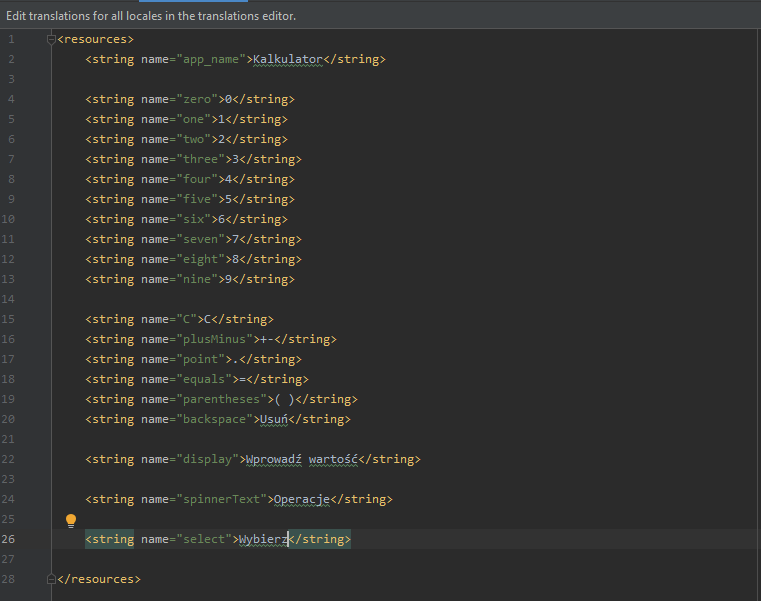 Edit translations for all locales in the translations editor.
1 <resources>
2 <string name="app_name">Kalkulator</string>
3
4 <string name="zero">0</string>
5 <string name="one">1</string>
6 <string name="two">2</string>
7 <string name="three">3</string>
8 <string name="four">4</string>
9 <string name="five">5</string>
10 <string name="six">6</string>
11 <string name="seven">7</string>
12 <string name="eight">8</string>
13 <string name="nine">9</string>
14
15 <string name="C">C</string>
16 <string name="plusMinus">+-</string>
17 <string name="point">.</string>
18 <string name="equals">=</string>
19 <string name="parentheses">( )</string>
20 <string name="backspace">Usuń</string>
21
22 <string name="display">Wprowadź wartość</string>
23
24 <string name="spinnerText">Operacje</string>
25
26 <string name="select">Wybierz</string>
27
28 </resources>